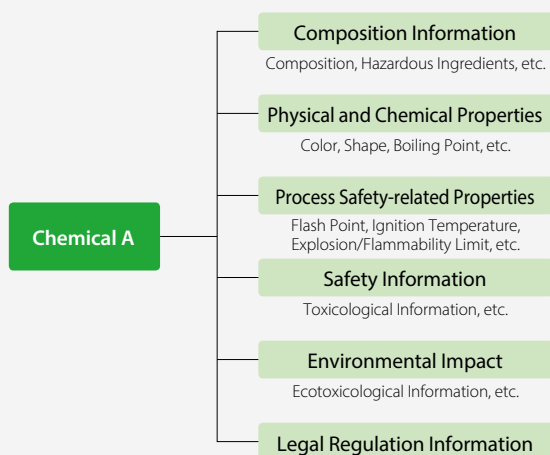 Composition Information
Composition, Hazardous Ingredients, etc.
Physical and Chemical Properties
Color, Shape, Boiling Point, etc.
Process Safety-related Properties
Flash Point, Ignition Temperature,
Explosion/Flammability Limit, etc.
Chemical A
Safety Information
Toxicological Information, etc.
Environmental Impact
Ecotoxicological Information, etc.
Legal Regulation Information